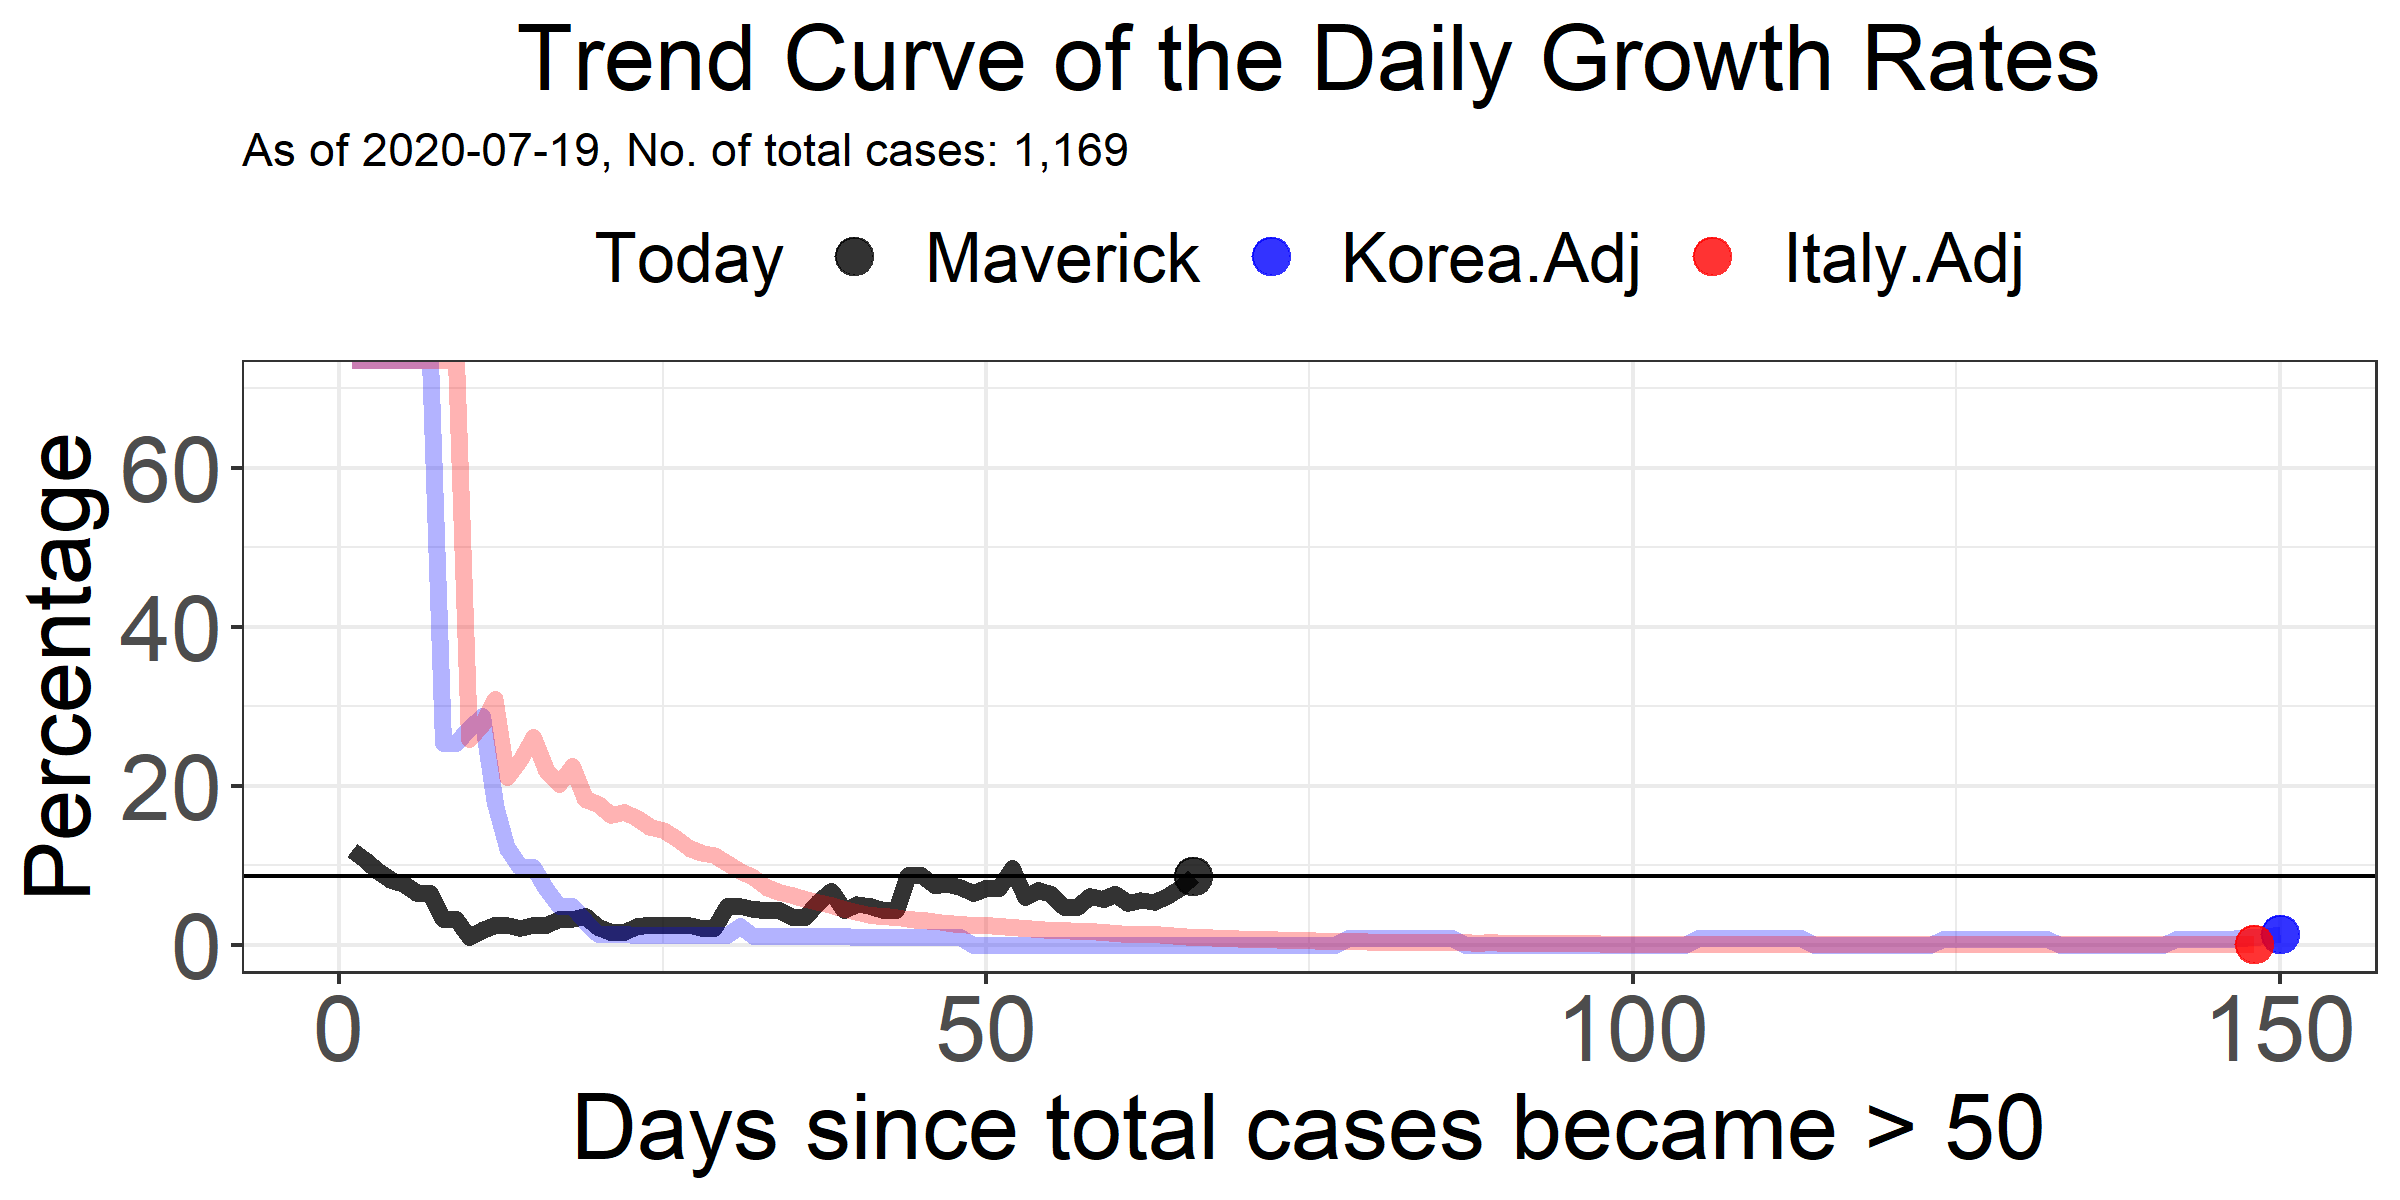 Trend Curve of the Daily Growth Rates
As of 2020-07-19, No. of total cases: 1,169
Today Maverick Korea.Adj Italy.Adj
Percentage
60
40
20
0
0 50 100 150
Days since total cases became > 50